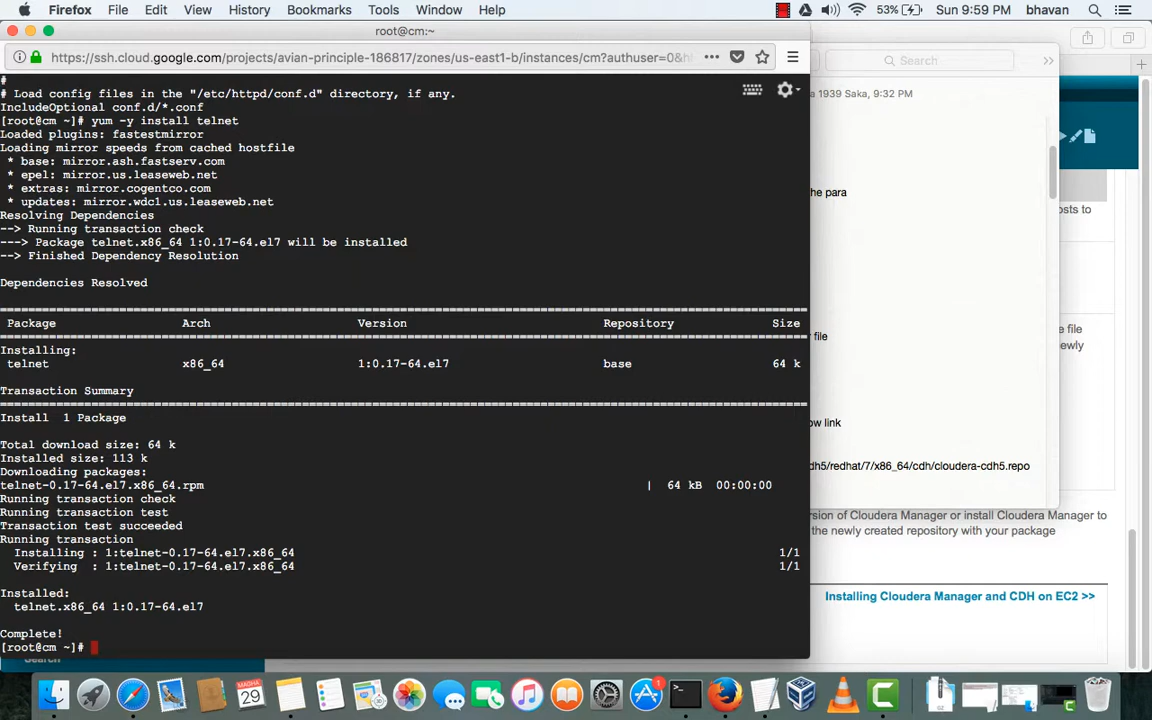 Firefox File Edit View History Bookmarks Tools Window Help 53% Sun 9:59 PM bhavan
root@cm:~
https://ssh.cloud.google.com/projects/avian-principle-186817/zones/us-east1-b/instances/cm?authuser=0&h
Search
#
# Load config files in the "/etc/httpd/conf.d" directory, if any.
a 1939 Saka, 9:32 PM
IncludeOptional conf.d/*.conf
[root@cm ~]# yum -y install telnet
Loaded plugins: fastestmirror
Loading mirror speeds from cached hostfile
* base: mirror.ash.fastserv.com
* epel: mirror.us.leaseweb.net
* extras: mirror.cogentco.com
the para
* updates: mirror.wdc1.us.leaseweb.net
osts to
Resolving Dependencies
--> Running transaction check
---> Package telnet.x86_64 1:0.17-64.el7 will be installed
--> Finished Dependency Resolution
Dependencies Resolved
Package Arch Version Repository Size
e file
file
ewly
Installing:
telnet x86_64 1:0.17-64.el7 base 64 k
Transaction Summary
Install 1 Package
ow link
Total download size: 64 k
Installed size: 113 k
dh5/redhat/7/x86_64/cdh/cloudera-cdh5.repo
Downloading packages:
telnet-0.17-64.el7.x86_64.rpm | 64 kB 00:00:00
Running transaction check
Running transaction test
rsion of Cloudera Manager or install Cloudera Manager to
Transaction test succeeded
the newly created repository with your package
Running transaction
Installing : 1:telnet-0.17-64.el7.x86_64 1/1
Verifying : 1:telnet-0.17-64.el7.x86_64 1/1
Installed:
Installing Cloudera Manager and CDH on EC2 >>
telnet.x86_64 1:0.17-64.el7
Complete!
[root@cm ~]#
Search
29
1